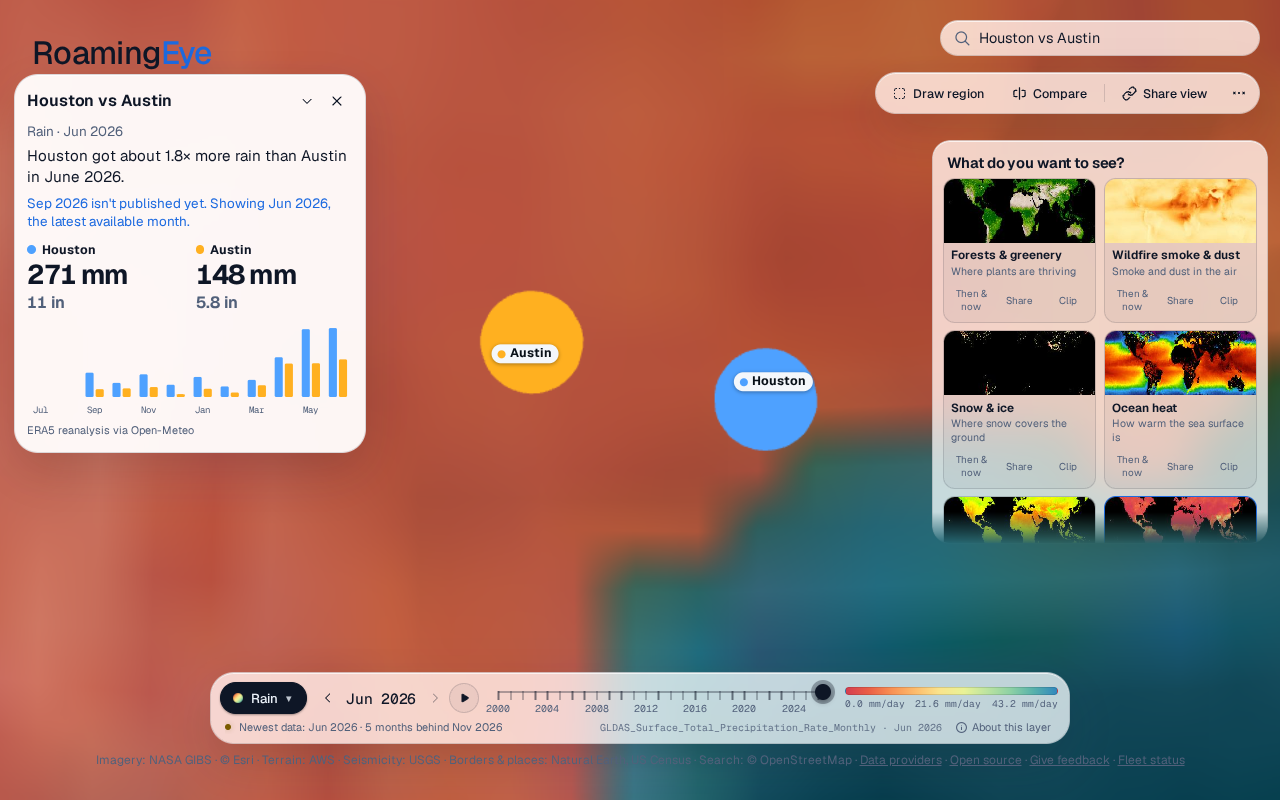 RoamingEye
Houston vs Austin
Draw region
Compare
Share view
Houston vs Austin
Rain · Jun 2026
Houston got about 1.8× more rain than Austin
in June 2026.
Sep 2026 isn't published yet. Showing Jun 2026,
the latest available month.
Houston Austin
271 mm 148 mm
11 in 5.8 in
Jul Sep Nov Jan Mar May
ERA5 reanalysis via Open-Meteo
Austin
Houston
What do you want to see?
Forests & greenery
Where plants are thriving
Then & now Share Clip
Wildfire smoke & dust
Smoke and dust in the air
Then & now Share Clip
Snow & ice
Where snow covers the
ground
Then & now Share Clip
Ocean heat
How warm the sea surface
is
Then & now Share Clip
Rain
Jun 2026
2000 2004 2008 2012 2016 2020 2024
0.0 mm/day 21.6 mm/day 43.2 mm/day
Newest data: Jun 2026 · 5 months behind Nov 2026
GLDAS_Surface_Total_Precipitation_Rate_Monthly · Jun 2026
About this layer
Imagery: NASA GIBS · © Esri · Terrain: AWS · Seismicity: USGS · Borders & places: Natural Census · Search: © OpenStreetMap · Data providers · Open source · Give feedback · Fleet status